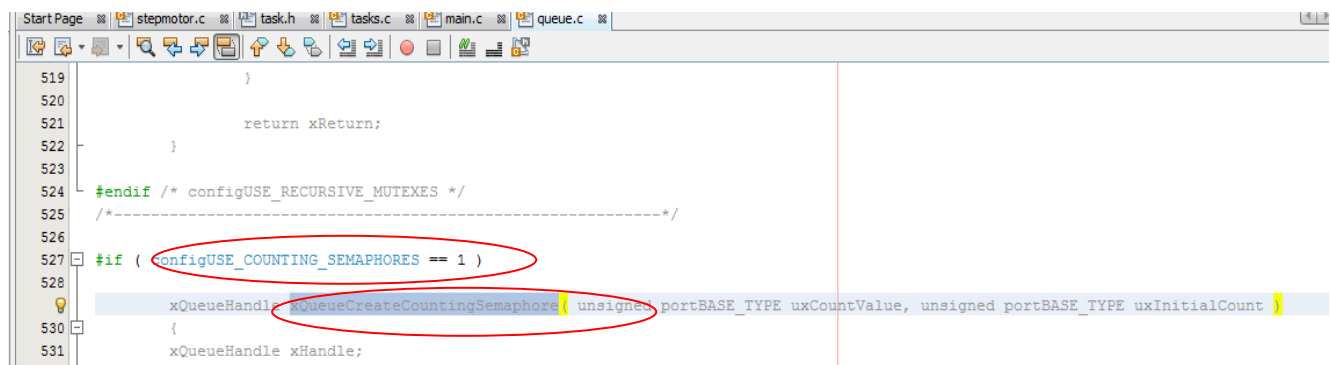 Start Page stepmotor.c task.h tasks.c main.c queue.c
519 }
520
521 return xReturn;
522 }
523
524 #endif /* configUSE_RECURSIVE_MUTEXES */
525 /*-----------------------------------------------------------*/
526
527 #if ( configUSE_COUNTING_SEMAPHORES == 1 )
528
xQueueHandle xQueueCreateCountingSemaphore( unsigned portBASE_TYPE uxCountValue, unsigned portBASE_TYPE uxInitialCount )
530 {
531 xQueueHandle xHandle;